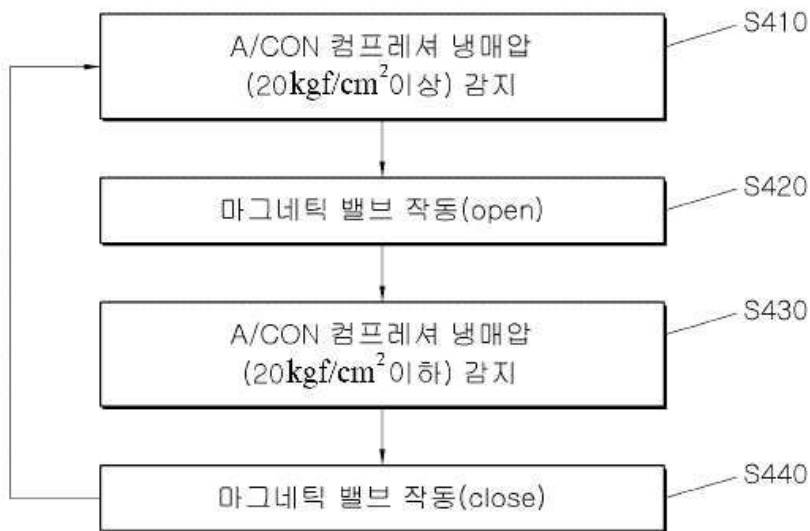 A/CON 컴프레셔 냉매압
(20kgf/cm²이상) 감지
S410
마그네틱 밸브 작동(open)
S420
A/CON 컴프레셔 냉매압
(20kgf/cm²이하) 감지
S430
마그네틱 밸브 작동(close)
S440